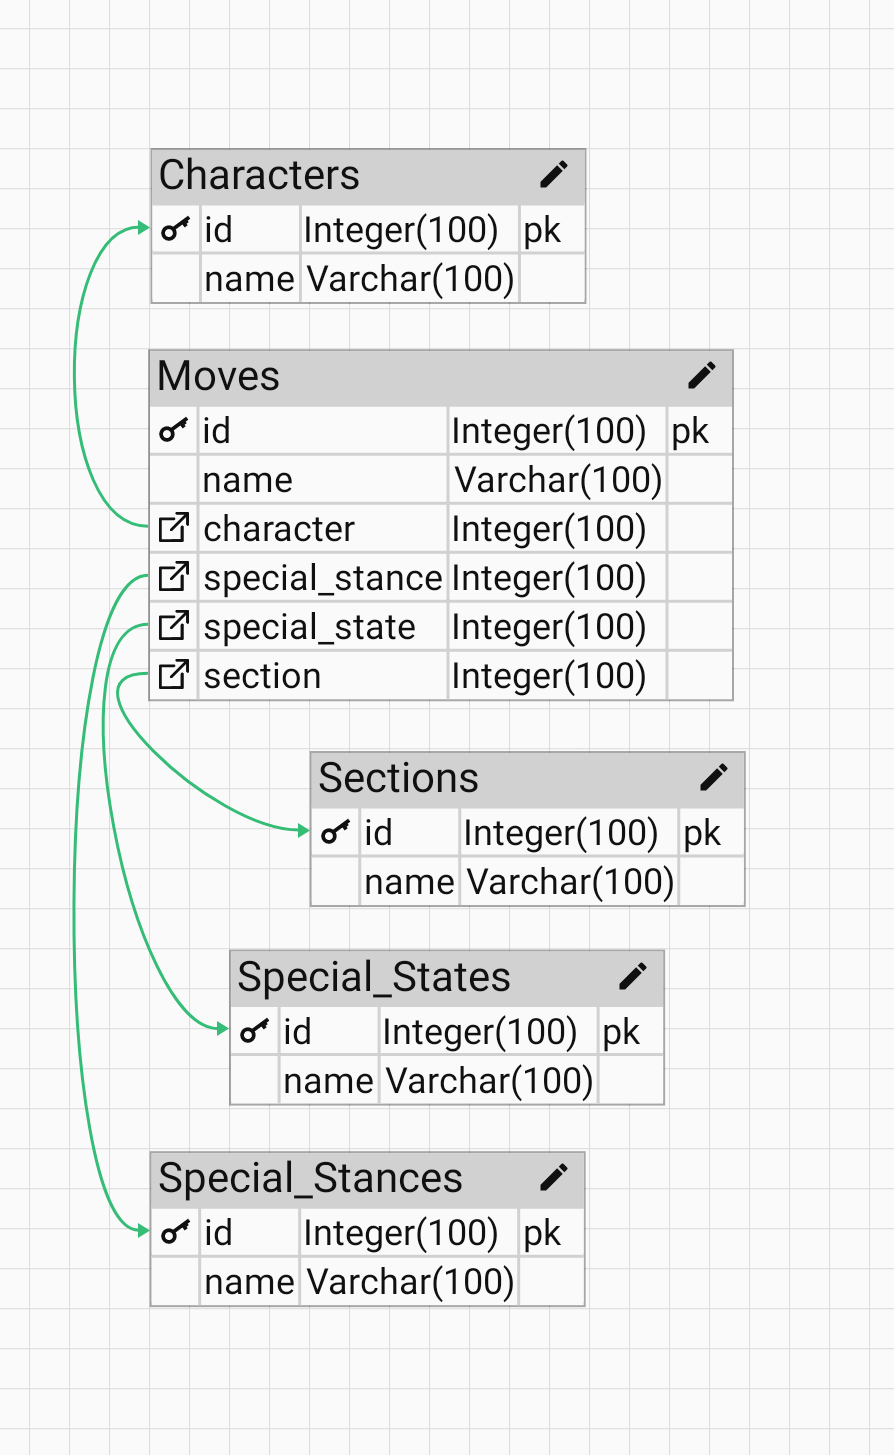 Characters
id Integer(100) pk
name Varchar(100)
Moves
id Integer(100) pk
name Varchar(100)
character Integer(100)
special_stance Integer(100)
special_state Integer(100)
section Integer(100)
Sections
id Integer(100) pk
name Varchar(100)
Special_States
id Integer(100) pk
name Varchar(100)
Special_Stances
id Integer(100) pk
name Varchar(100)